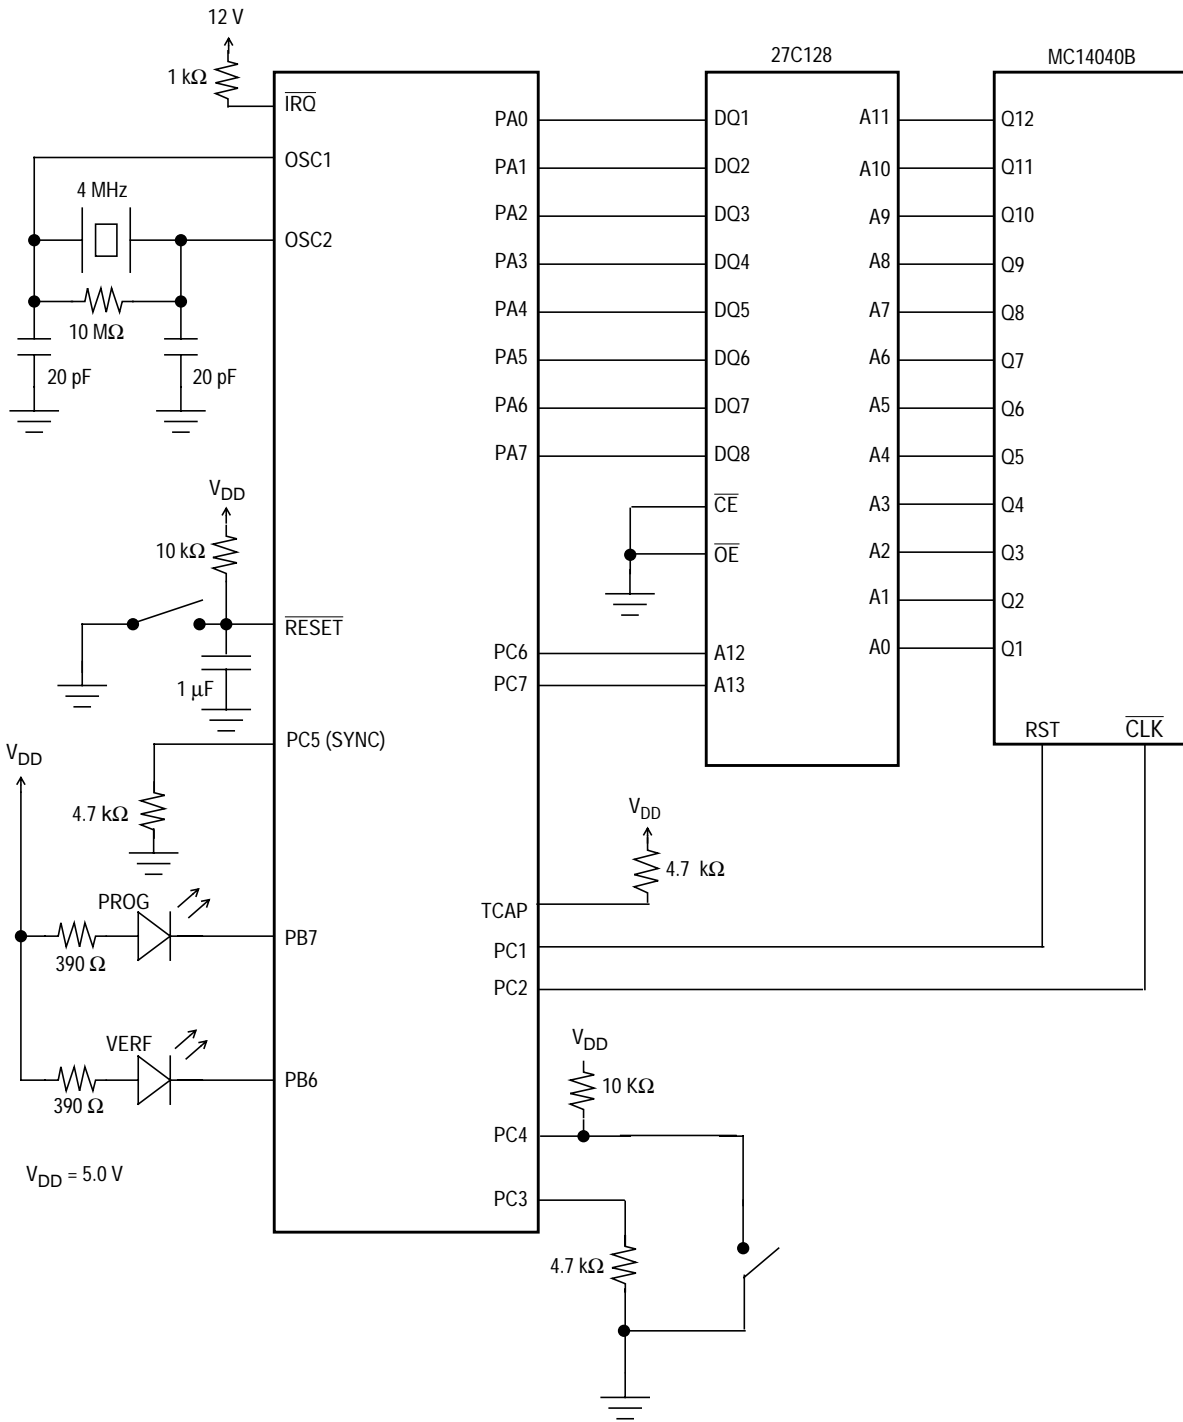 12 V
1 kΩ
IRQ
OSC1
4 MHz
OSC2
10 MΩ
20 pF
20 pF
VDD
10 kΩ
RESET
1 µF
PC5 (SYNC)
VDD
4.7 kΩ
PROG
PB7
390 Ω
VERF
PB6
390 Ω
VDD = 5.0 V
PA0
PA1
PA2
PA3
PA4
PA5
PA6
PA7
PC6
PC7
TCAP
PC1
PC2
PC4
PC3
27C128
DQ1
DQ2
DQ3
DQ4
DQ5
DQ6
DQ7
DQ8
CE
OE
A12
A13
A11
A10
A9
A8
A7
A6
A5
A4
A3
A2
A1
A0
MC14040B
Q12
Q11
Q10
Q9
Q8
Q7
Q6
Q5
Q4
Q3
Q2
Q1
RST
CLK
VDD
4.7 kΩ
VDD
10 KΩ
4.7 kΩ